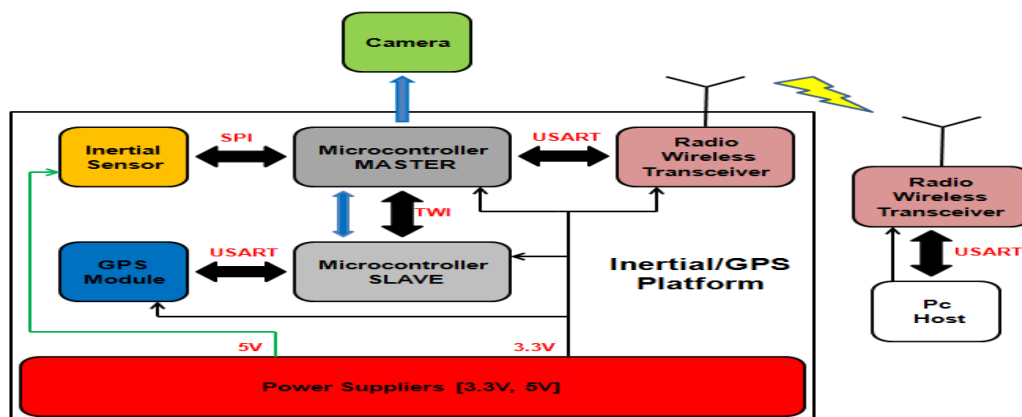 Camera
Inertial
Sensor
SPI
Microcontroller
MASTER
USART
Radio
Wireless
Transceiver
TWI
GPS
Module
USART
Microcontroller
SLAVE
Inertial/GPS
Platform
5V
3.3V
Power Suppliers [3.3V, 5V]
Radio
Wireless
Transceiver
USART
Pc
Host